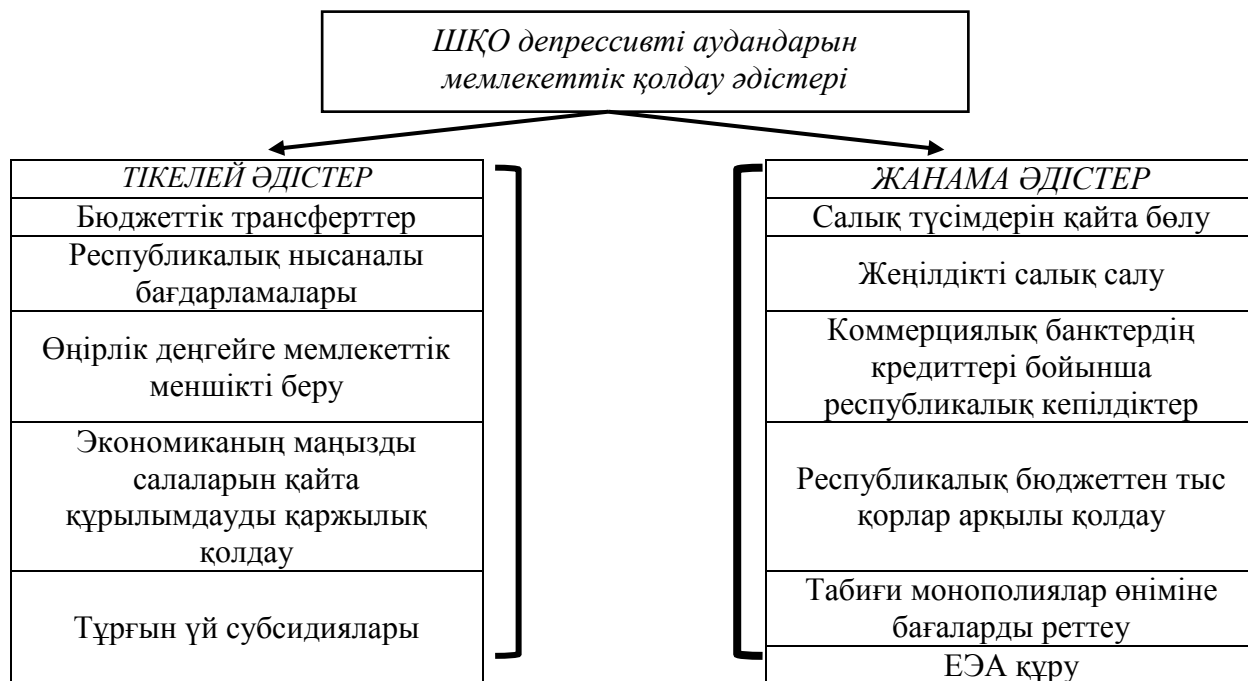 ШҚО депрессивті аудандарын
мемлекеттік қолдау әдістері
ТІКЕЛЕЙ ӘДІСТЕР
Бюджеттік трансферттер
Республикалық нысаналы
бағдарламалары
Өңірлік деңгейге мемлекеттік
меншікті беру
Экономиканың маңызды
салаларын қайта
құрылымдауды қаржылық
қолдау
Тұрғын үй субсидиялары
ЖАНАМА ӘДІСТЕР
Салық түсімдерін қайта бөлу
Жеңілдікті салық салу
Коммерциялық банктердің
кредиттері бойынша
республикалық кепілдіктер
Республикалық бюджеттен тыс
қорлар арқылы қолдау
Табиғи монополиялар өніміне
бағаларды реттеу
ЕЭА құру